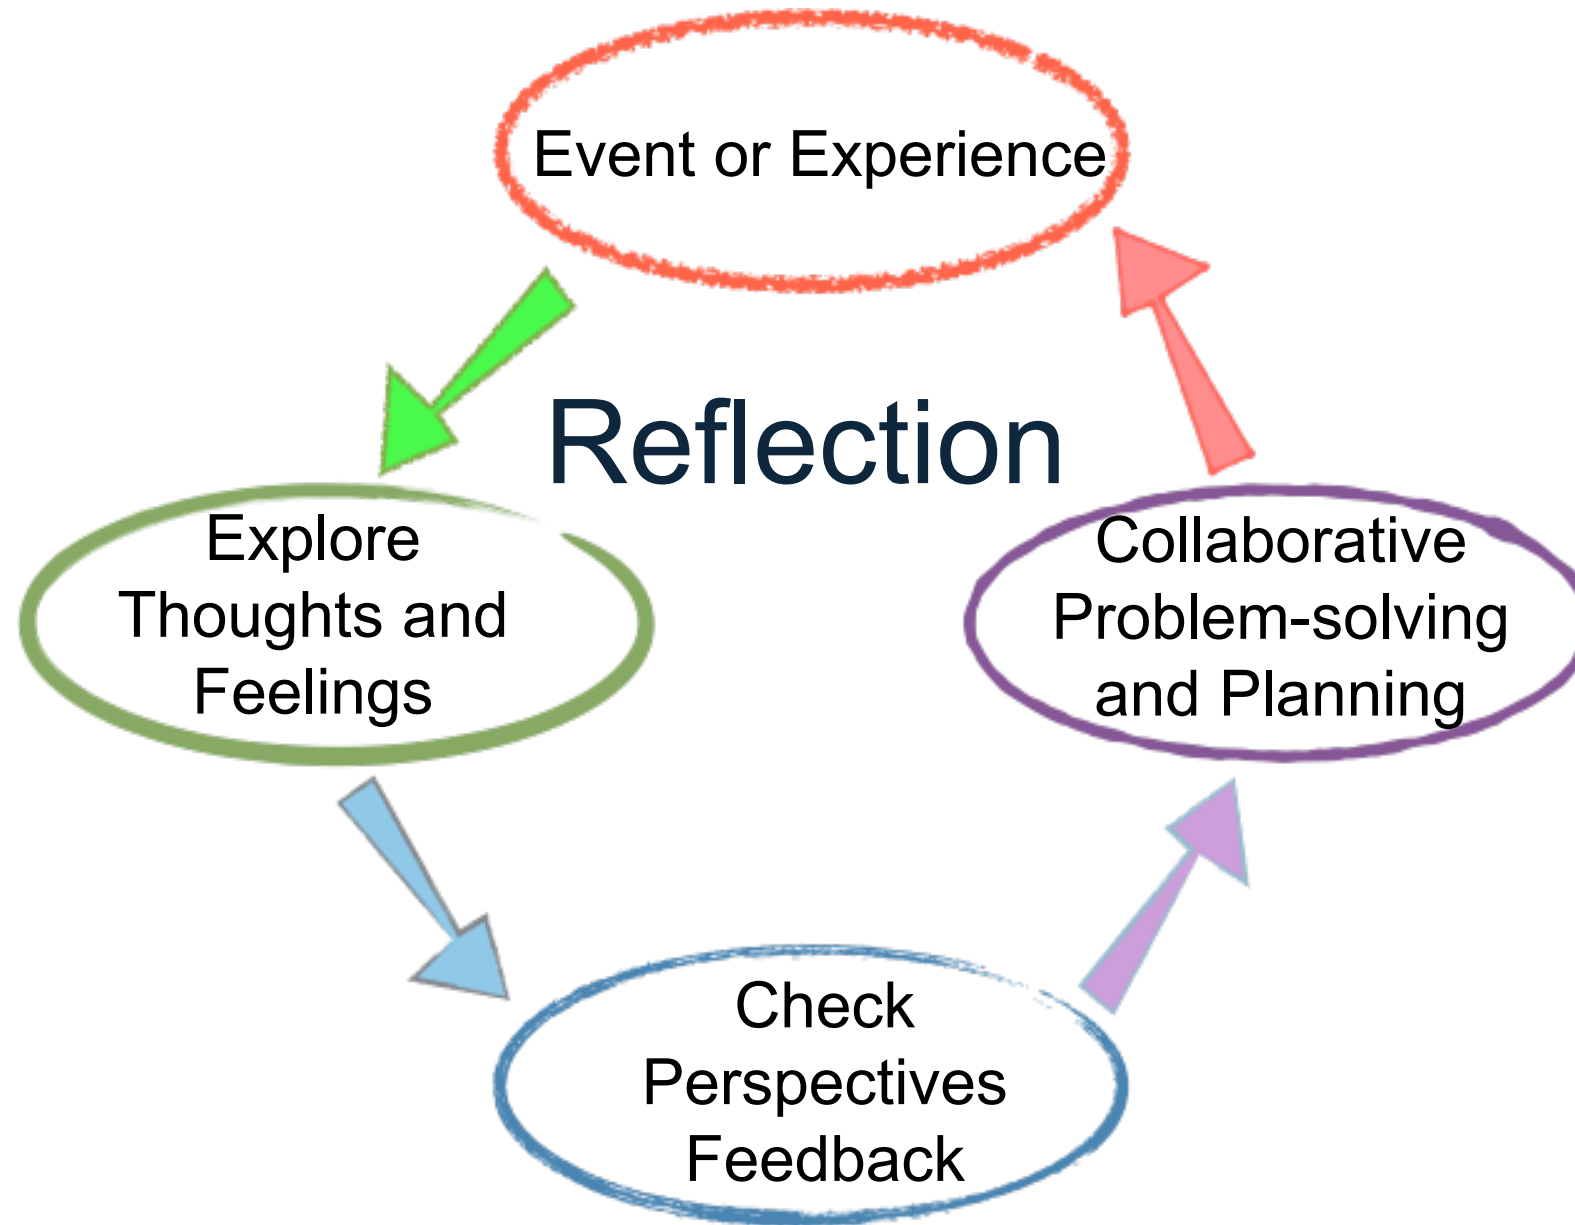 Event or Experience
Reflection
Explore
Thoughts and
Feelings
Collaborative
Problem-solving
and Planning
Check
Perspectives
Feedback